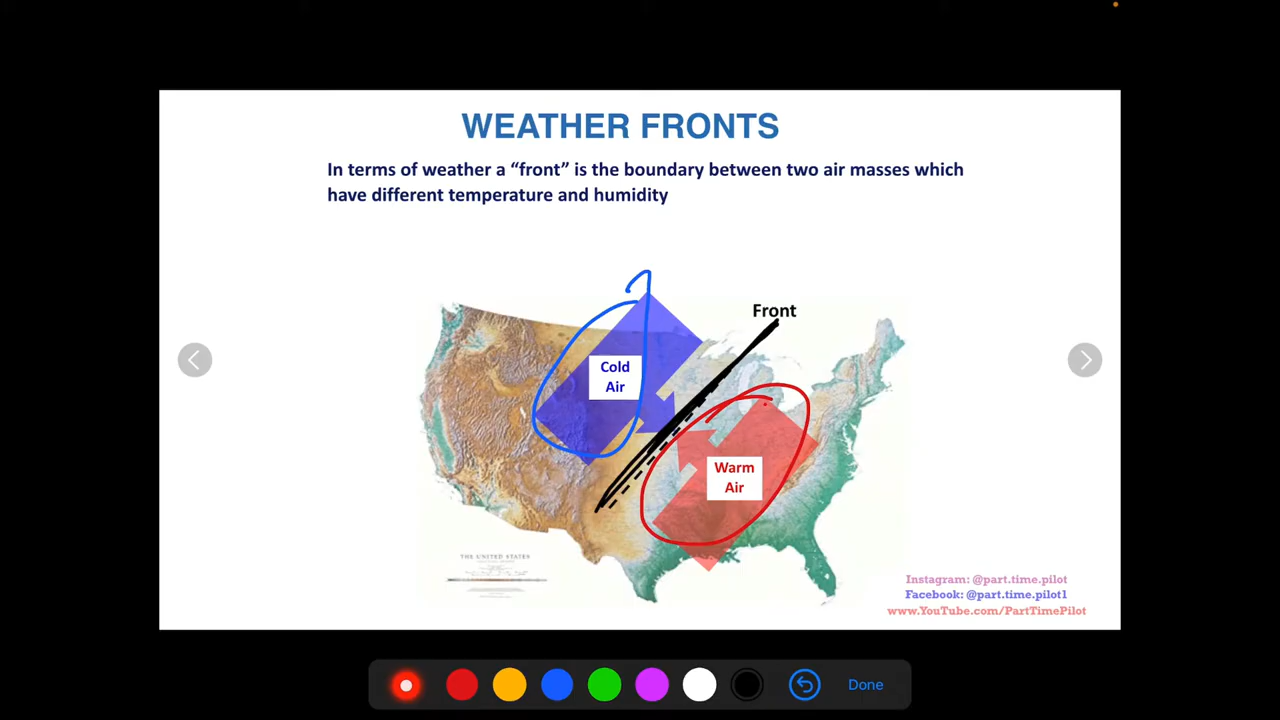 WEATHER FRONTS
In terms of weather a “front” is the boundary between two air masses which
have different temperature and humidity
Front
Cold
Air
Warm
Air
THE UNITED STATES
Instagram: @part.time.pilot
Facebook: @part.time.pilot1
www.YouTube.com/PartTimePilot
Done